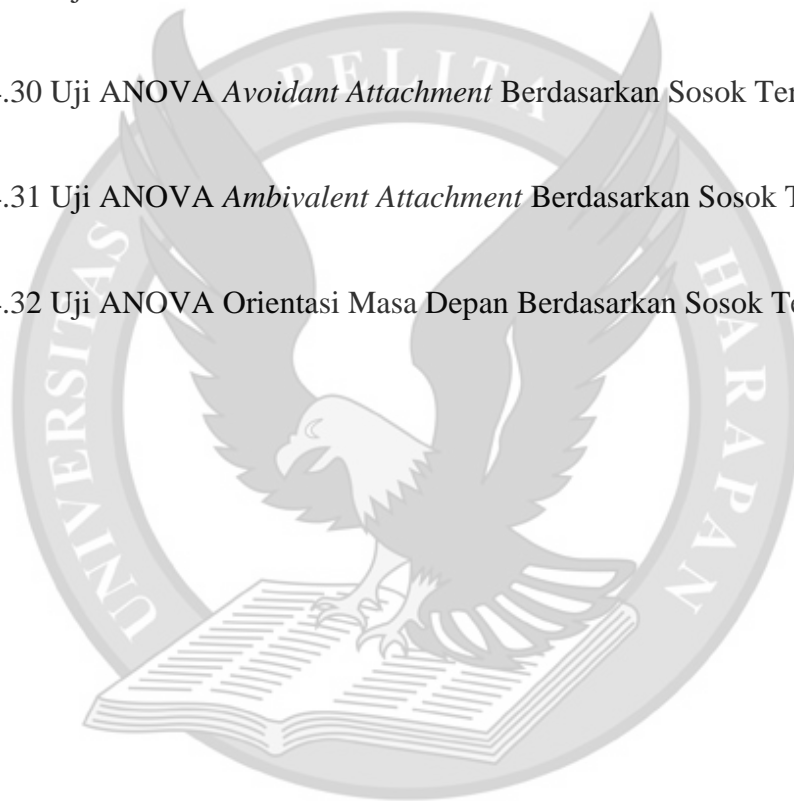 .30 Uji ANOVA Avoidant Attachment Berdasarkan Sosok
.31 Uji ANOVA Ambivalent Attachment Berdasarkan Sosok
.32 Uji ANOVA Orientasi Masa Depan Berdasarkan Sosok
UNIVERSITAS PELITA HARAPAN